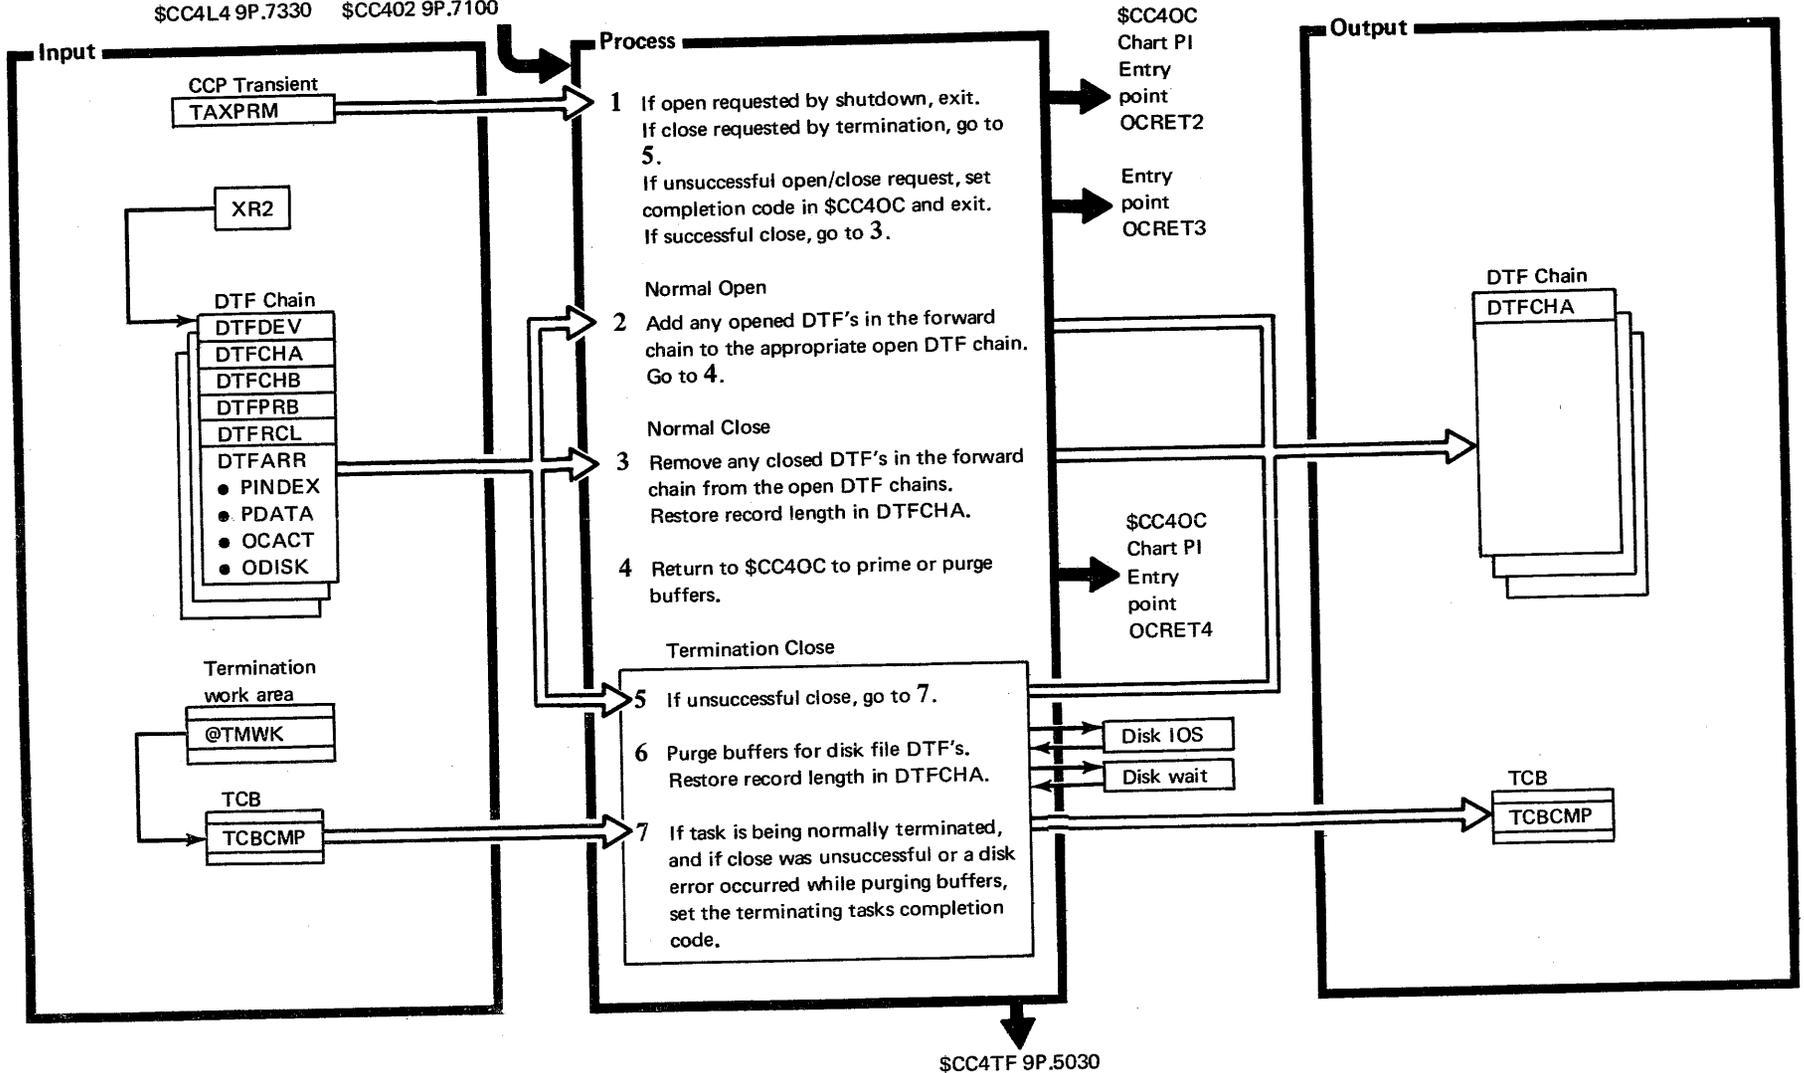 $CC4L4 9P.7330 $CC402 9P.7100
Input
CCP Transient
TAXPRM
XR2
DTF Chain
DTFDEV
DTFCHA
DTFCHB
DTFPRB
DTFRCL
DTFARR
● PINDEX
● PDATA
● OCACT
● ODISK
Termination
work area
@TMWK
TCB
TCBCMP
Process
1 If open requested by shutdown, exit.
If close requested by termination, go to
5.
If unsuccessful open/close request, set
completion code in $CC4OC and exit.
If successful close, go to 3.
Normal Open
2 Add any opened DTF's in the forward
chain to the appropriate open DTF chain.
Go to 4.
Normal Close
3 Remove any closed DTF's in the forward
chain from the open DTF chains.
Restore record length in DTFCHA.
4 Return to $CC4OC to prime or purge
buffers.
Termination Close
5 If unsuccessful close, go to 7.
6 Purge buffers for disk file DTF's.
Restore record length in DTFCHA.
7 If task is being normally terminated,
and if close was unsuccessful or a disk
error occurred while purging buffers,
set the terminating tasks completion
code.
$CC4OC
Chart PI
Entry
point
OCRET2
Entry
point
OCRET3
$CC4OC
Chart PI
Entry
point
OCRET4
Disk IOS
Disk wait
Output
DTF Chain
DTFCHA
TCB
TCBCMP
$CC4TF 9P.5030